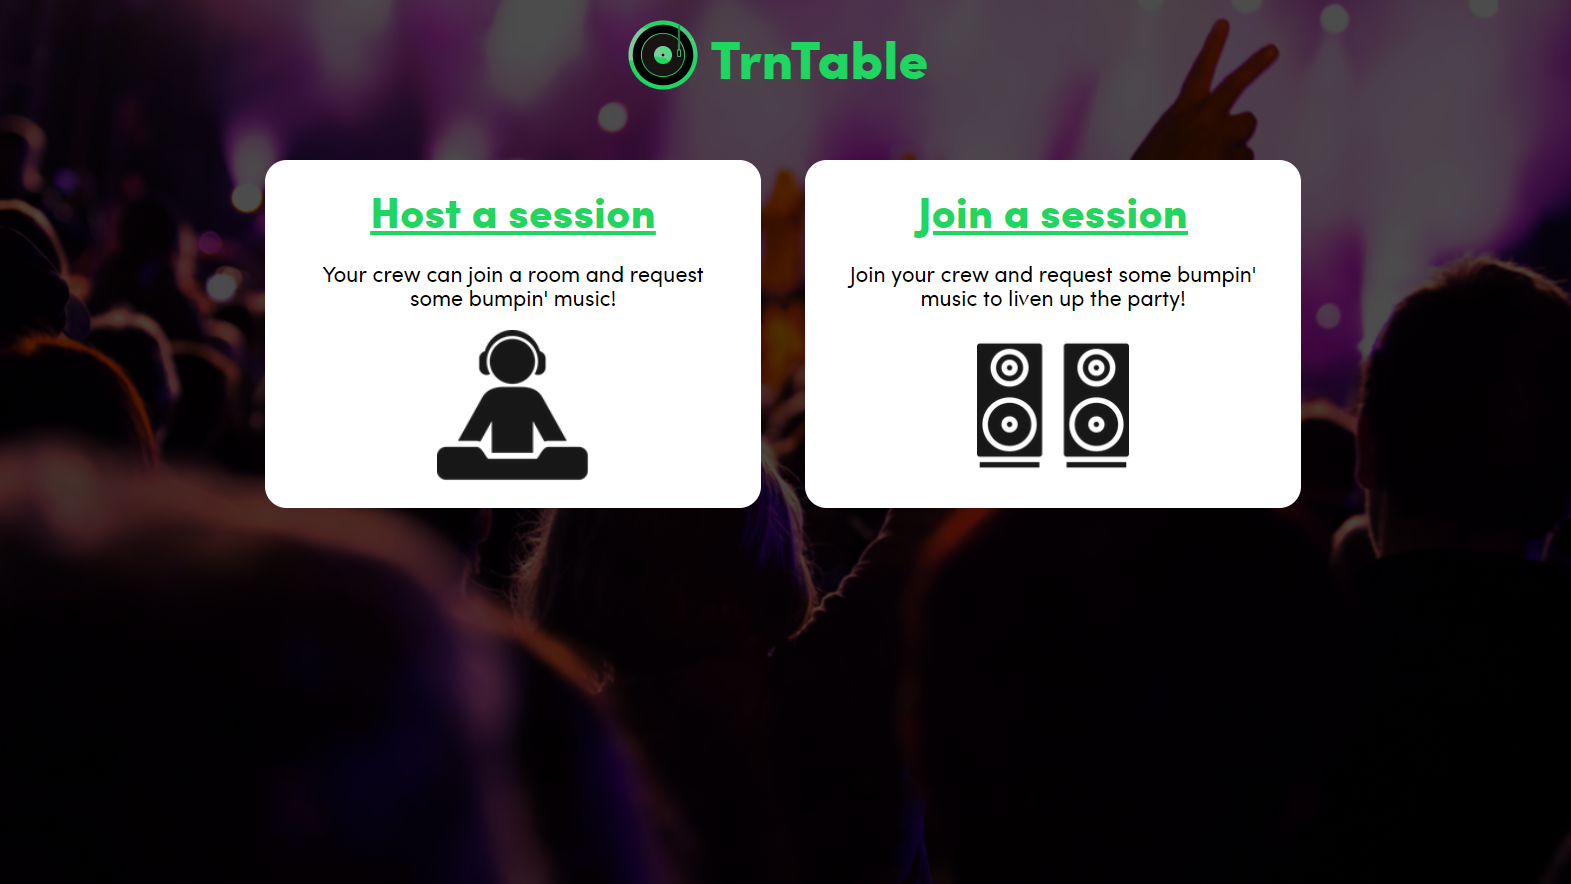 TrnTable
Host a session
Your crew can join a room and request
some bumpin' music!
Join a session
Join your crew and request some bumpin'
music to liven up the party!